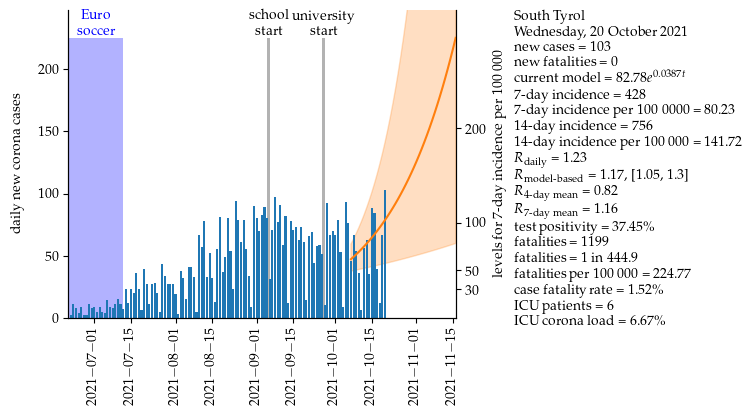 Euro
soccer
school
start
university
start
daily new corona cases
200
150
100
50
0
levels for 7-day incidence per 100 000
200
100
50
30
2021−07−01
2021−07−15
2021−08−01
2021−08−15
2021−09−01
2021−09−15
2021−10−01
2021−10−15
2021−11−01
2021−11−15
South Tyrol
Wednesday, 20 October 2021
new cases = 103
new fatalities = 0
current model = 82.78e^0.0387t
7-day incidence = 428
7-day incidence per 100 0000 = 80.23
14-day incidence = 756
14-day incidence per 100 000 = 141.72
R_daily = 1.23
R_model-based = 1.17, [1.05, 1.3]
R_4-day mean = 0.82
R_7-day mean = 1.16
test positivity = 37.45%
fatalities = 1199
fatalities = 1 in 444.9
fatalities per 100 000 = 224.77
case fatality rate = 1.52%
ICU patients = 6
ICU corona load = 6.67%